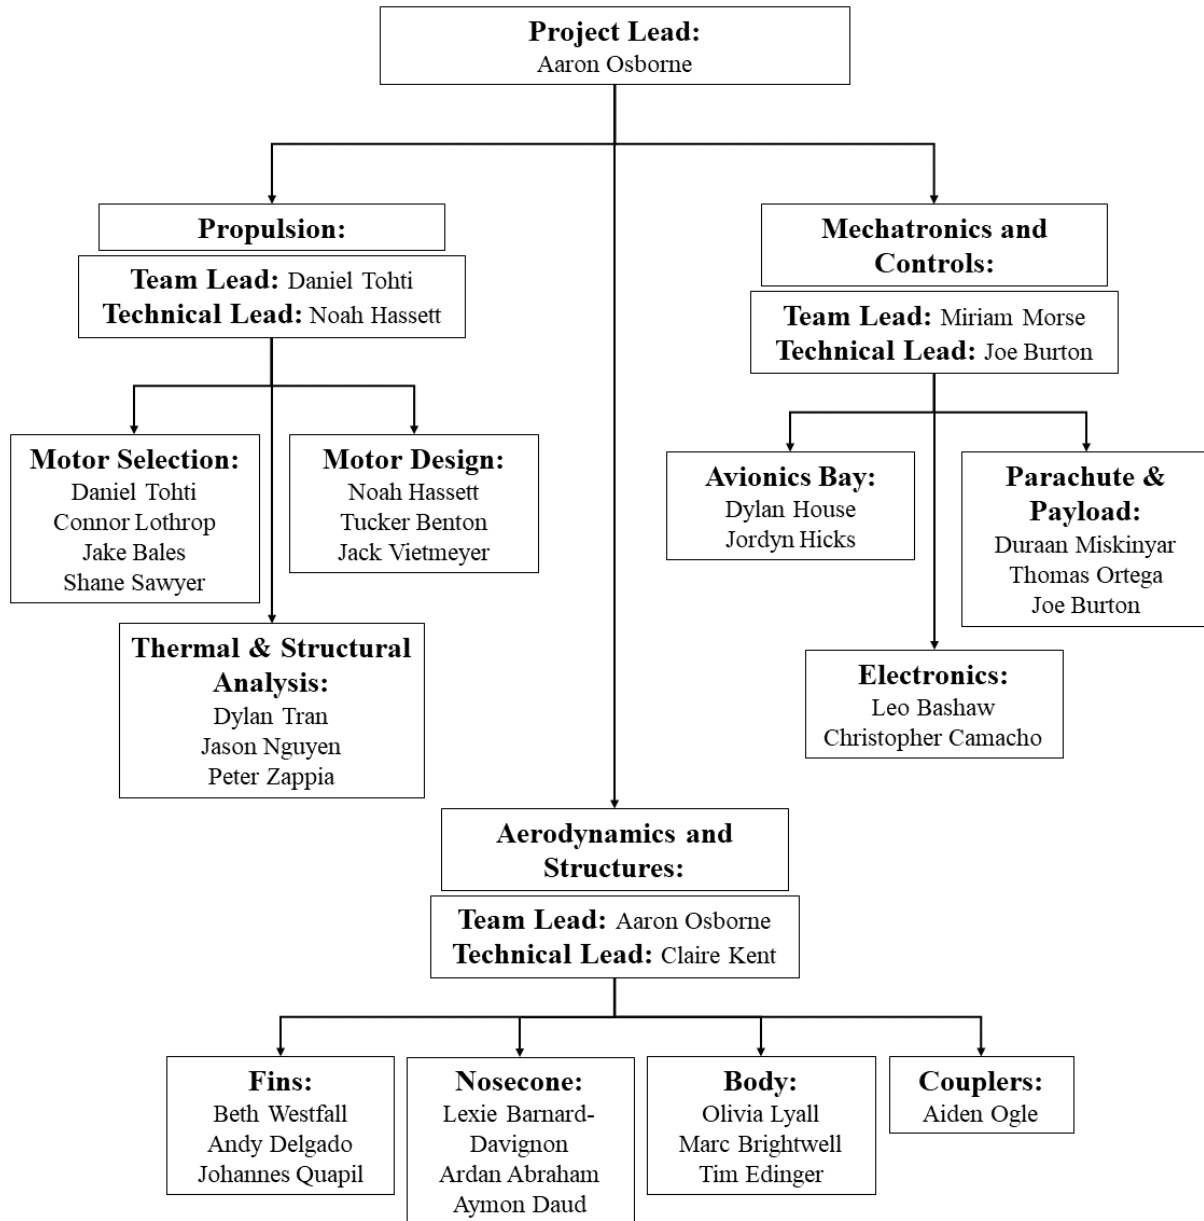 Project Lead:
Aaron Osborne
Propulsion:
Team Lead: Daniel Tohti
Technical Lead: Noah Hassett
Motor Selection:
Daniel Tohti
Connor Lothrop
Jake Bales
Shane Sawyer
Motor Design:
Noah Hassett
Tucker Benton
Jack Vietmeyer
Thermal & Structural
Analysis:
Dylan Tran
Jason Nguyen
Peter Zappia
Mechatronics and
Controls:
Team Lead: Miriam Morse
Technical Lead: Joe Burton
Avionics Bay:
Dylan House
Jordyn Hicks
Parachute &
Payload:
Duraan Miskinyar
Thomas Ortega
Joe Burton
Electronics:
Leo Bashaw
Christopher Camacho
Aerodynamics and
Structures:
Team Lead: Aaron Osborne
Technical Lead: Claire Kent
Fins:
Beth Westfall
Andy Delgado
Johannes Quapil
Nosecone:
Lexie Barnard-
Davignon
Ardan Abraham
Aymon Daud
Body:
Olivia Lyall
Marc Brightwell
Tim Edinger
Couplers:
Aiden Ogle